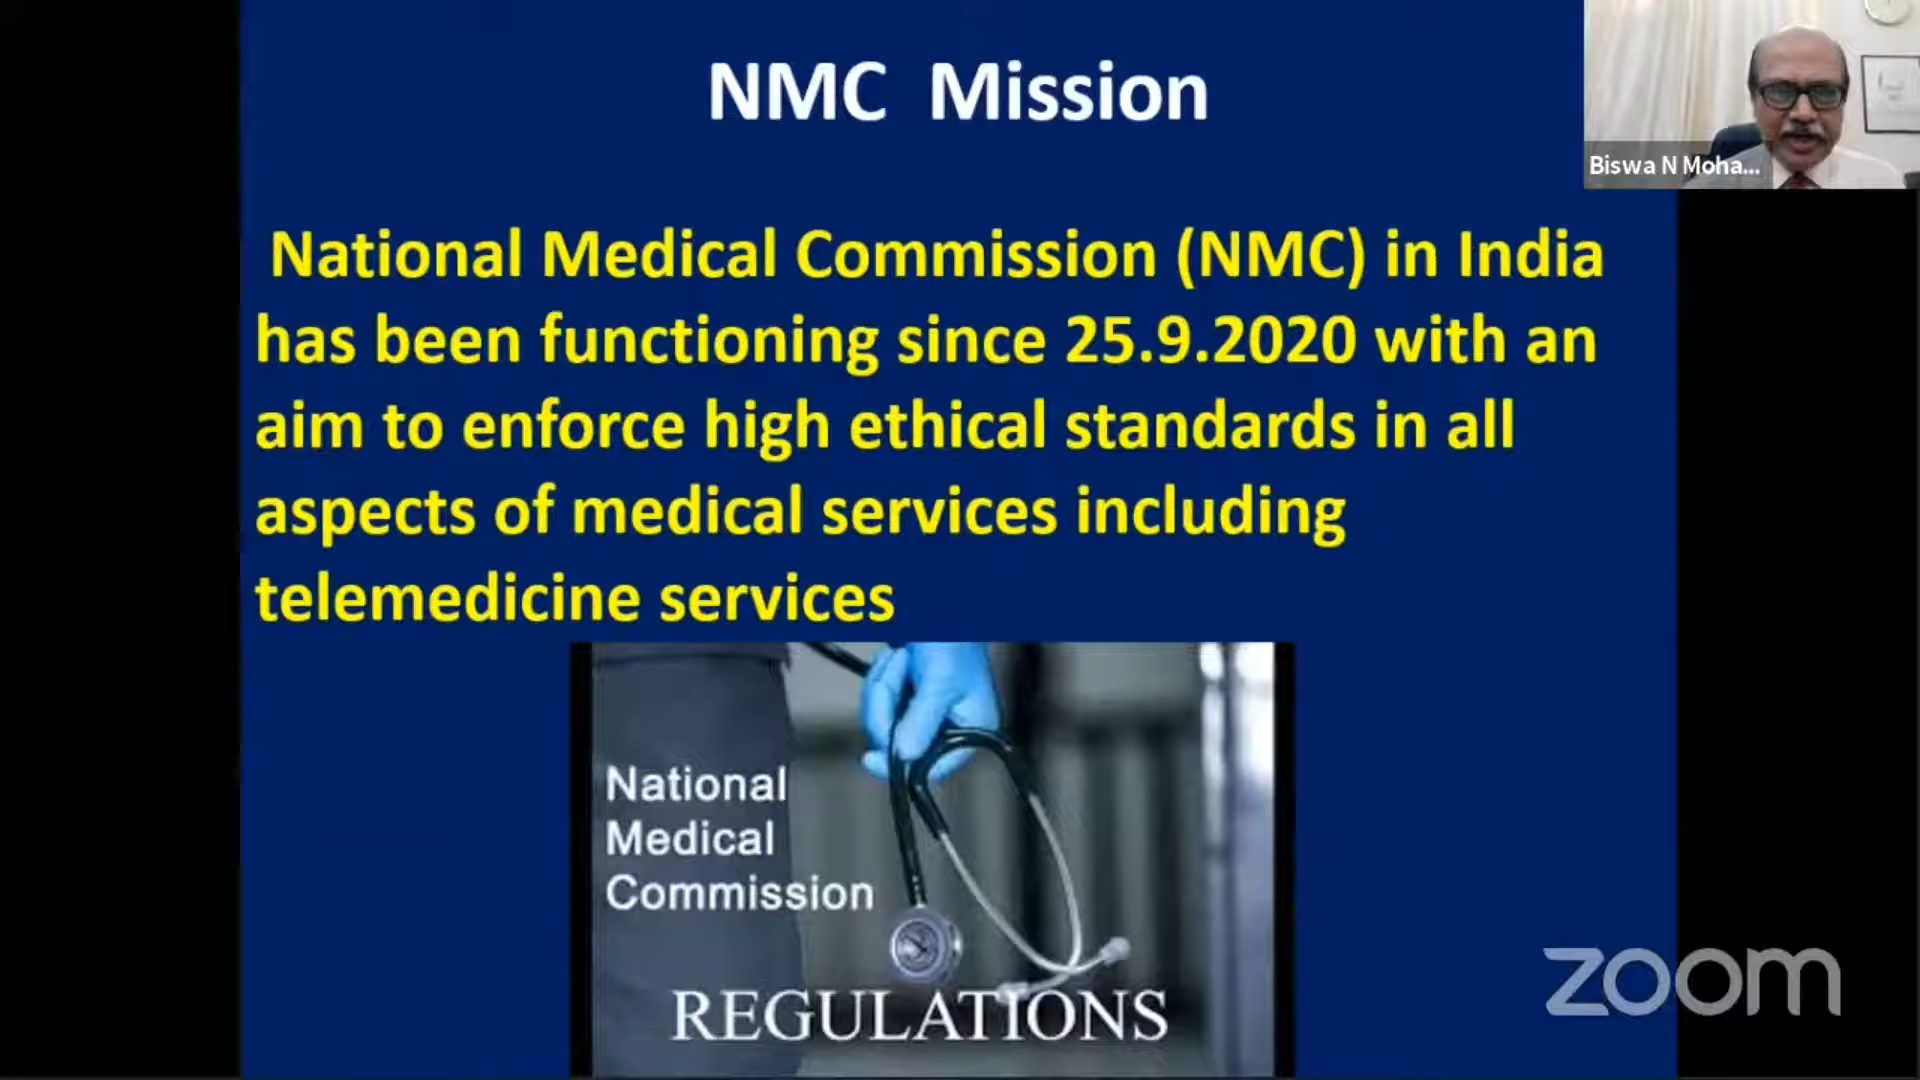 NMC Mission
Biswa N Moha...
National Medical Commission (NMC) in India
has been functioning since 25.9.2020 with an
aim to enforce high ethical standards in all
aspects of medical services including
telemedicine services
National
Medical
Commission
REGULATIONS
zoom